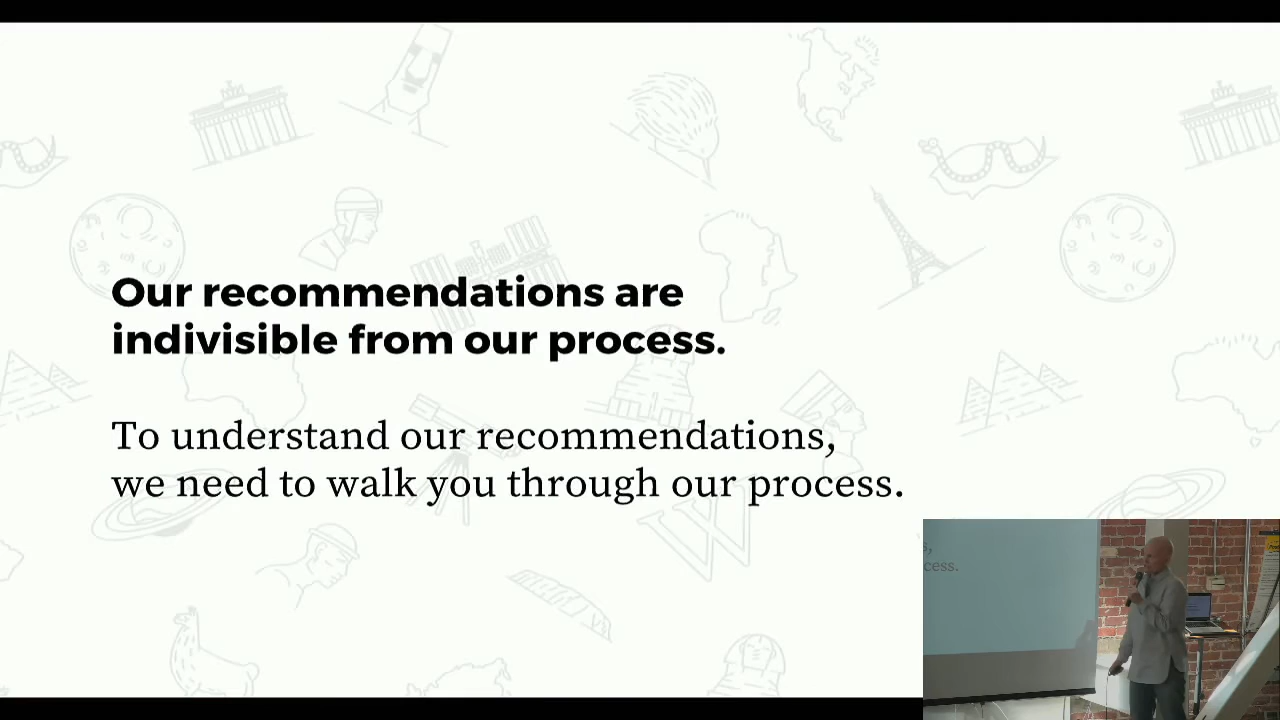 Our recommendations are
indivisible from our process.
To understand our recommendations,
we need to walk you through our process.
s,
cess.